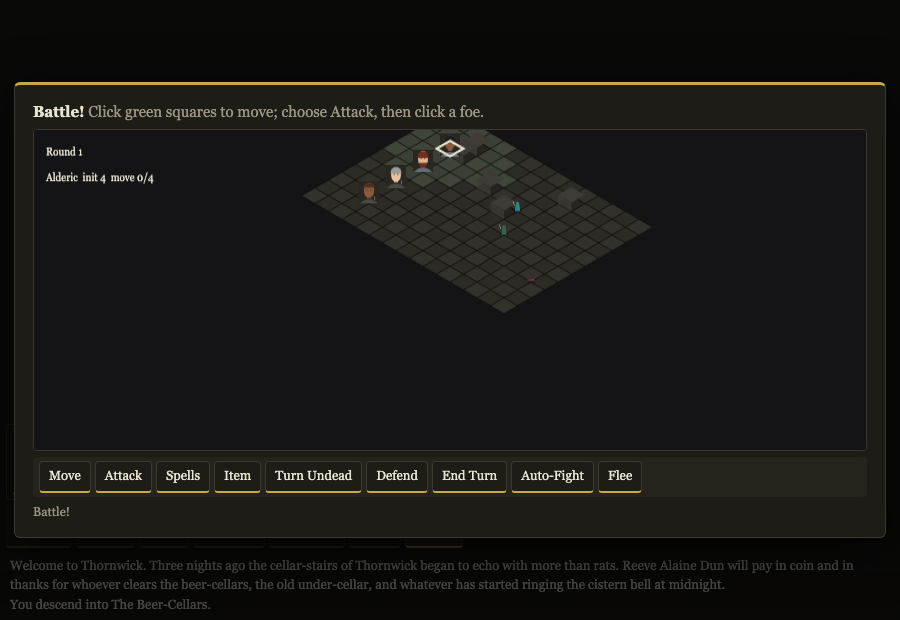 Battle! Click green squares to move; choose Attack, then click a foe.
Round 1
Alderic init 4 move 0/4
Move Attack Spells Item Turn Undead Defend End Turn Auto-Fight Flee
Battle!
Welcome to Thornwick. Three nights ago the cellar-stairs of Thornwick began to echo with more than rats. Reeve Alaine Dun will pay in coin and in
thanks for whoever clears the beer-cellars, the old under-cellar, and whatever has started ringing the cistern bell at midnight.
You descend into The Beer-Cellars.